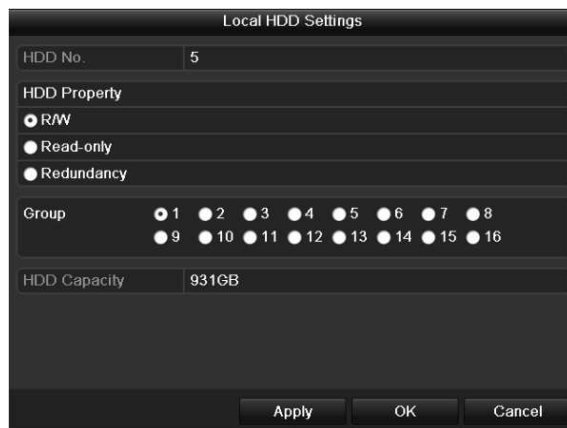 Local HDD Settings
HDD No. 5
HDD Property
R/W
Read-only
Redundancy
Group 1 2 3 4 5 6 7 8
9 10 11 12 13 14 15 16
HDD Capacity 931GB
Apply OK Cancel